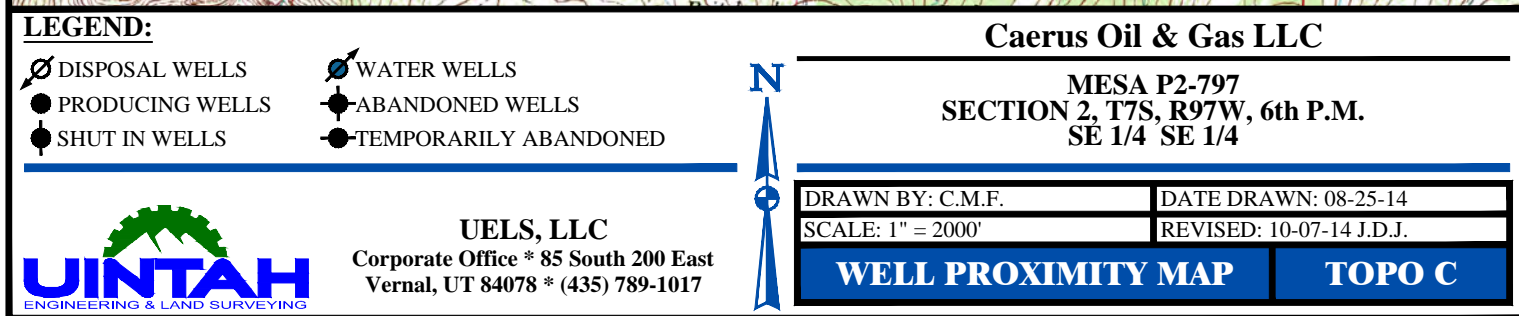 LEGEND:
DISPOSAL WELLS
PRODUCING WELLS
SHUT IN WELLS
WATER WELLS
ABANDONED WELLS
TEMPORARILY ABANDONED
UINTAH
ENGINEERING & LAND SURVEYING
UELS, LLC
Corporate Office * 85 South 200 East
Vernal, UT 84078 * (435) 789-1017
N
Caerus Oil & Gas LLC
MESA P2-797
SECTION 2, T7S, R97W, 6th P.M.
SE 1/4 SE 1/4
DRAWN BY: C.M.F.
DATE DRAWN: 08-25-14
SCALE: 1" = 2000'
REVISED: 10-07-14 J.D.J.
WELL PROXIMITY MAP
TOPO C